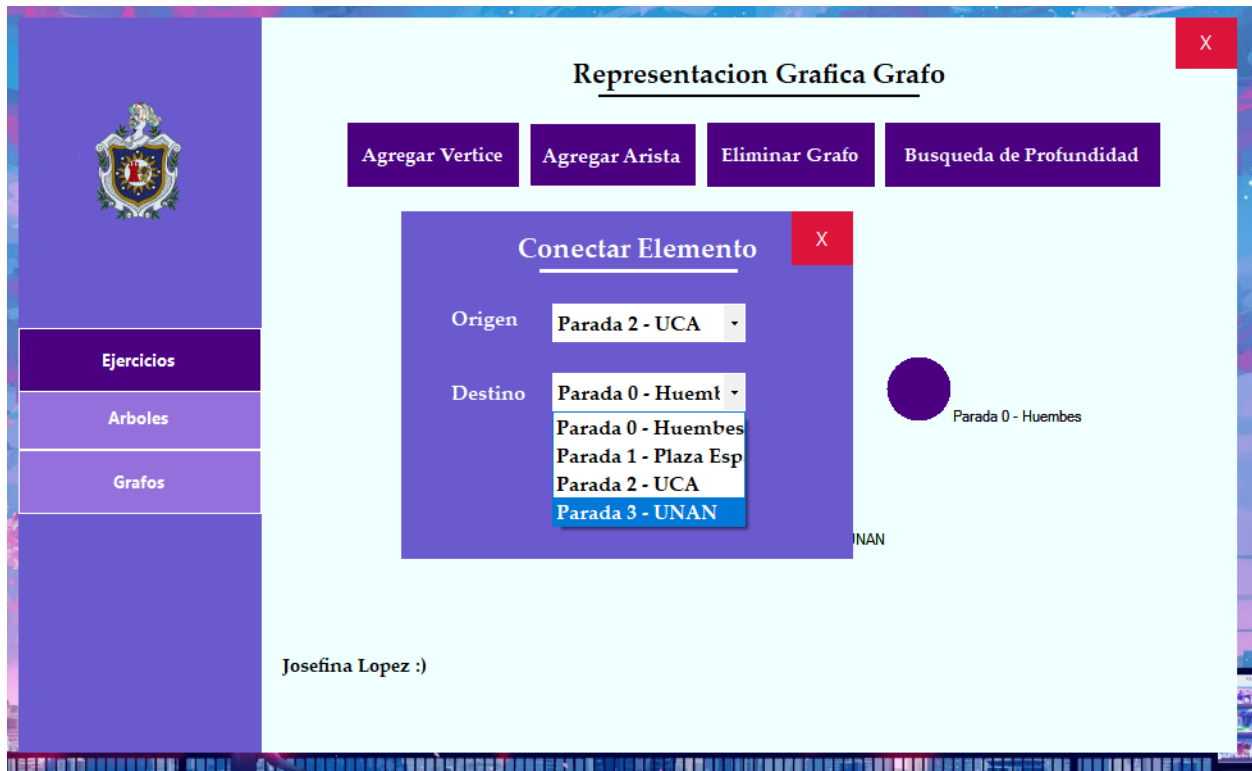 X
Representacion Grafica Grafo
Agregar Vertice
Agregar Arista
Eliminar Grafo
Busqueda de Profundidad
Conectar Elemento
X
Origen
Parada 2 - UCA
Destino
Parada 0 - Huemb
Parada 0 - Huembes
Parada 1 - Plaza Esp
Parada 2 - UCA
Parada 3 - UNAN
Ejercicios
Arboles
Grafos
Parada 0 - Huembes
Josefina Lopez :)